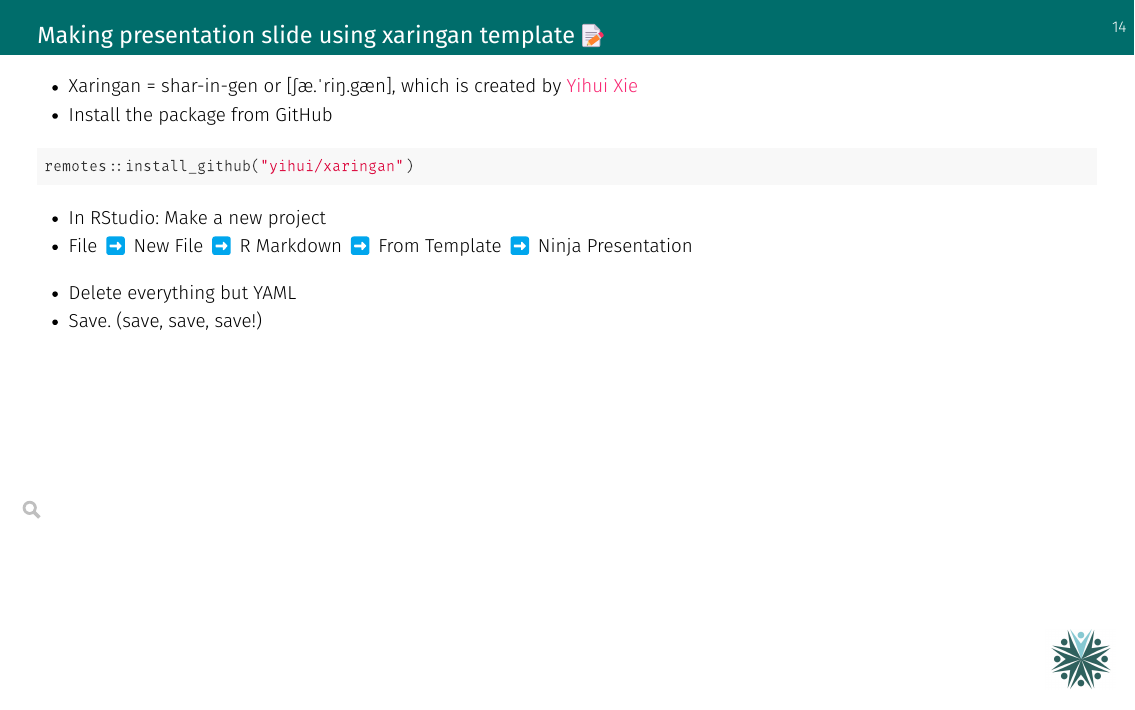 Making presentation slide using xaringan template 📝
14
• Xaringan = shar-in-gen or [ʃæ.ˈriŋ.gæn], which is created by Yihui Xie
• Install the package from GitHub
remotes::install_github("yihui/xaringan")
• In RStudio: Make a new project
• File ➡️ New File ➡️ R Markdown ➡️ From Template ➡️ Ninja Presentation
• Delete everything but YAML
• Save. (save, save, save!)